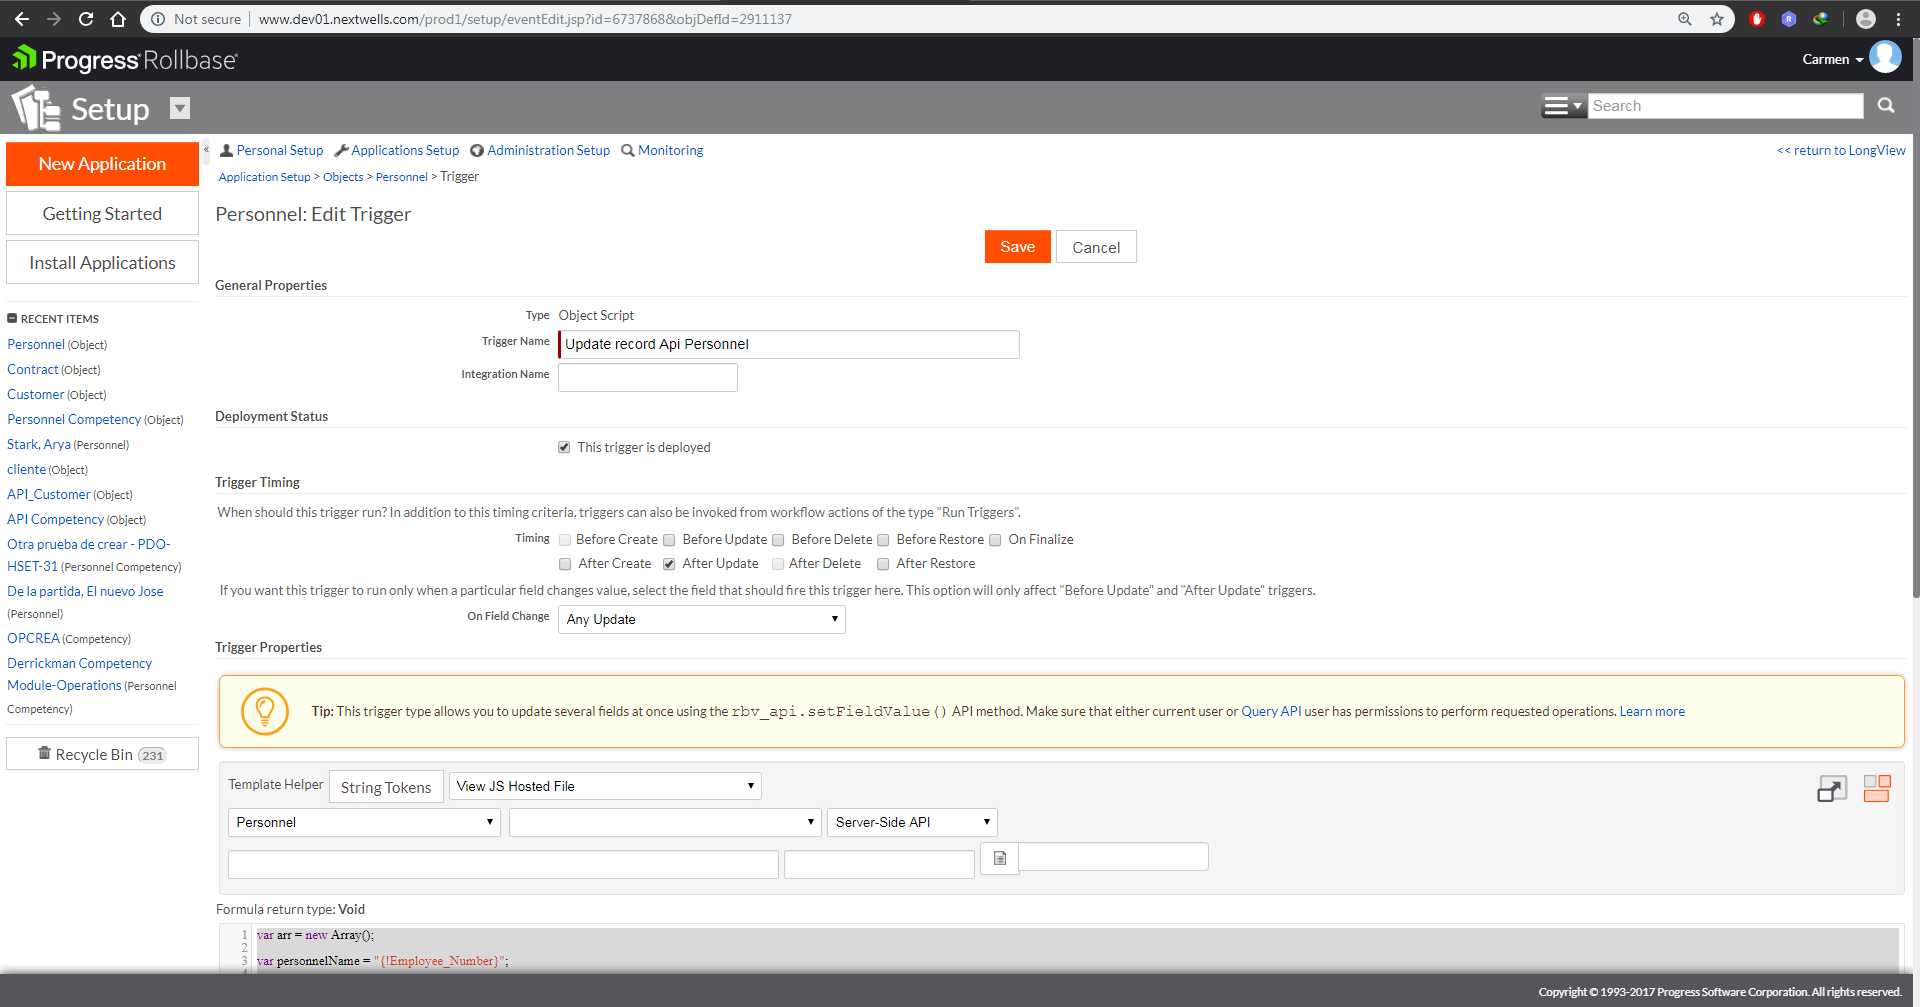 Not secure www.dev01.nextwells.com/prod1/setup/eventEdit.jsp?id=6737868&objDefId=2911137
Progress Rollbase
Carmen
Setup
Search
New Application
Getting Started
Install Applications
RECENT ITEMS
Personnel (Object)
Contract (Object)
Customer (Object)
Personnel Competency (Object)
Stark, Arya (Personnel)
cliente (Object)
API_Customer (Object)
API Competency (Object)
Otra prueba de crear - PDO-
HSET-31 (Personnel Competency)
De la partida, El nuevo Jose
(Personnel)
OPCREA (Competency)
Derrickman Competency
Module-Operations (Personnel
Competency)
Recycle Bin 231
«
Personal Setup Applications Setup Administration Setup Monitoring
<< return to LongView
Application Setup > Objects > Personnel > Trigger
Personnel: Edit Trigger
Save Cancel
General Properties
Type Object Script
Trigger Name Update record Api Personnel
Integration Name
Deployment Status
This trigger is deployed
Trigger Timing
When should this trigger run? In addition to this timing criteria, triggers can also be invoked from workflow actions of the type "Run Triggers".
Timing Before Create Before Update Before Delete Before Restore On Finalize
After Create After Update After Delete After Restore
If you want this trigger to run only when a particular field changes value, select the field that should fire this trigger here. This option will only affect "Before Update" and "After Update" triggers.
On Field Change Any Update
Trigger Properties
Tip: This trigger type allows you to update several fields at once using the rbv_api.setFieldValue() API method. Make sure that either current user or Query API user has permissions to perform requested operations. Learn more
Template Helper String Tokens View JS Hosted File
Personnel Server-Side API
Formula return type: Void
1 var arr = new Array();
2
3 var personnelName = "{!Employee_Number}";
Copyright © 1993-2017 Progress Software Corporation. All rights reserved.